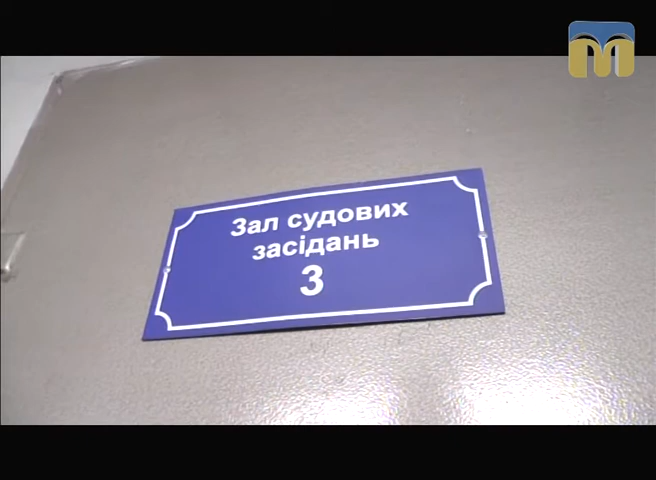 Зал судових
засідань
3